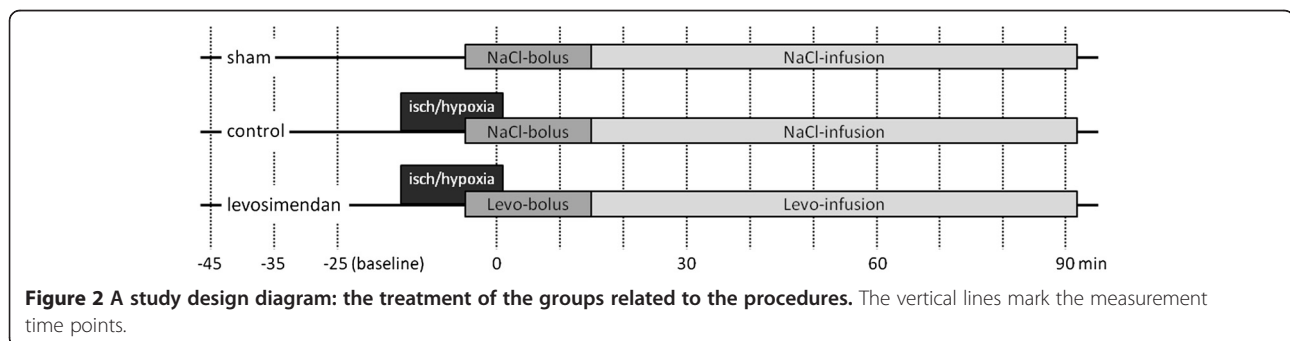 sham NaCl-bolus NaCl-infusion
isch/hypoxia
control NaCl-bolus NaCl-infusion
isch/hypoxia
levosimendan Levo-bolus Levo-infusion
-45 -35 -25 (baseline) 0 30 60 90 min
Figure 2 A study design diagram: the treatment of the groups related to the procedures. The vertical lines mark the measurement
time points.